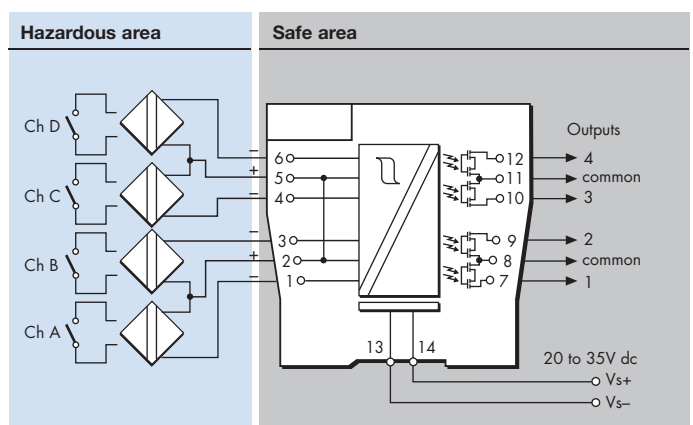 Hazardous area
Safe area
Ch D
Ch C
Ch B
Ch A
– 6
+ 5
– 4
– 3
+ 2
– 1
Outputs
12 4
11 common
10 3
9 2
8 common
7 1
13 14
20 to 35V dc
Vs+
Vs–